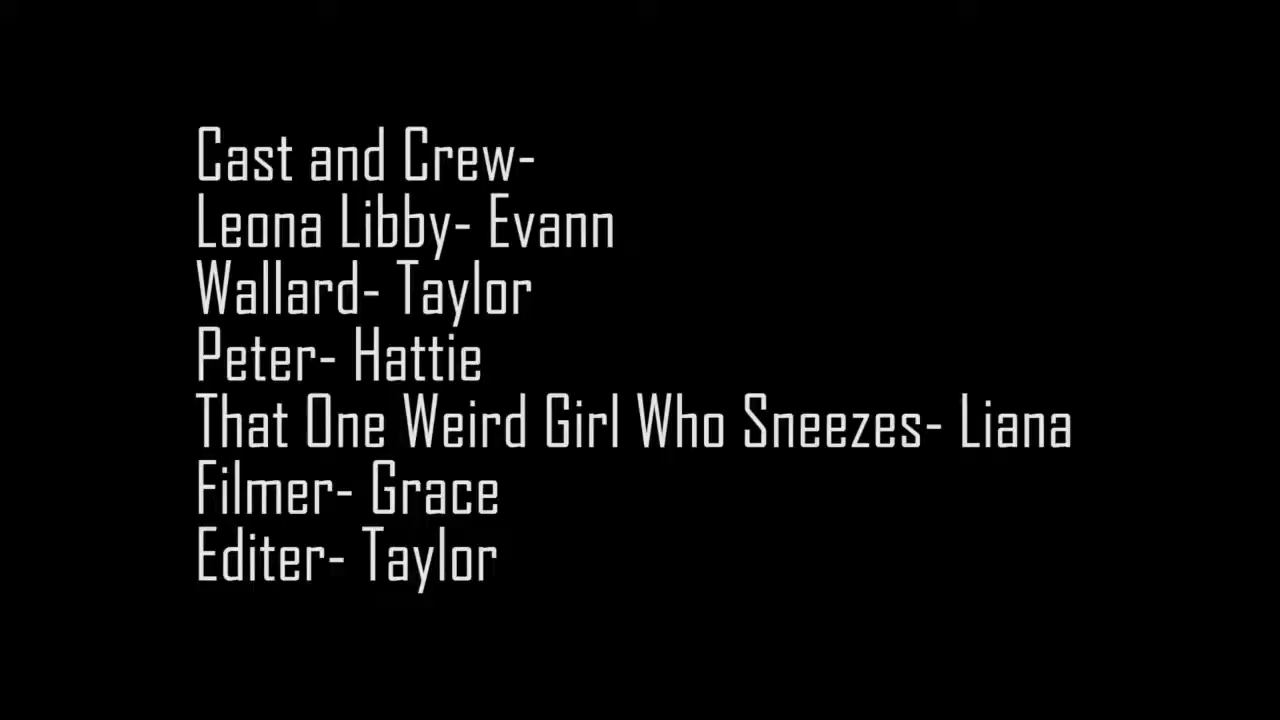 Cast and Crew-
Leona Libby- Evann
Wallard- Taylor
Peter- Hattie
That One Weird Girl Who Sneezes- Liana
Filmer- Grace
Editer- Taylor